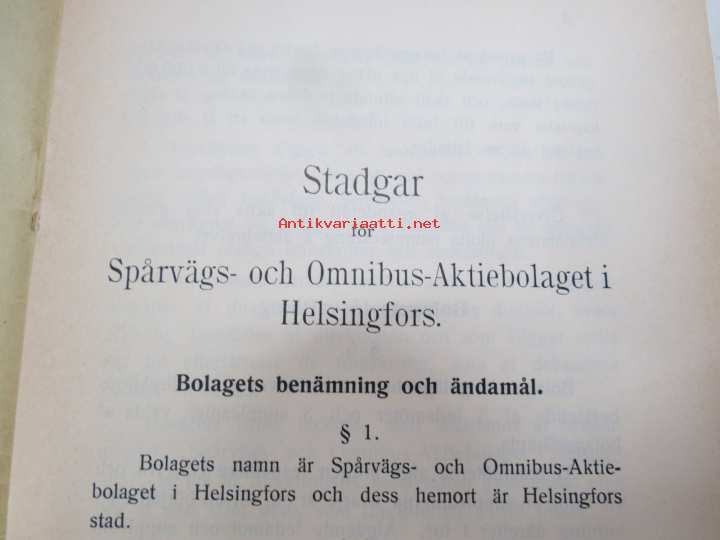 Stadgar
Antikvariaatti.net
för
Spårvägs- och Omnibus-Aktiebolaget i
Helsingfors.
Bolagets benämning och ändamål.
§ 1.
Bolagets namn är Spårvägs- och Omnibus-Aktie-
bolaget i Helsingfors och dess hemort är Helsingfors
stad.